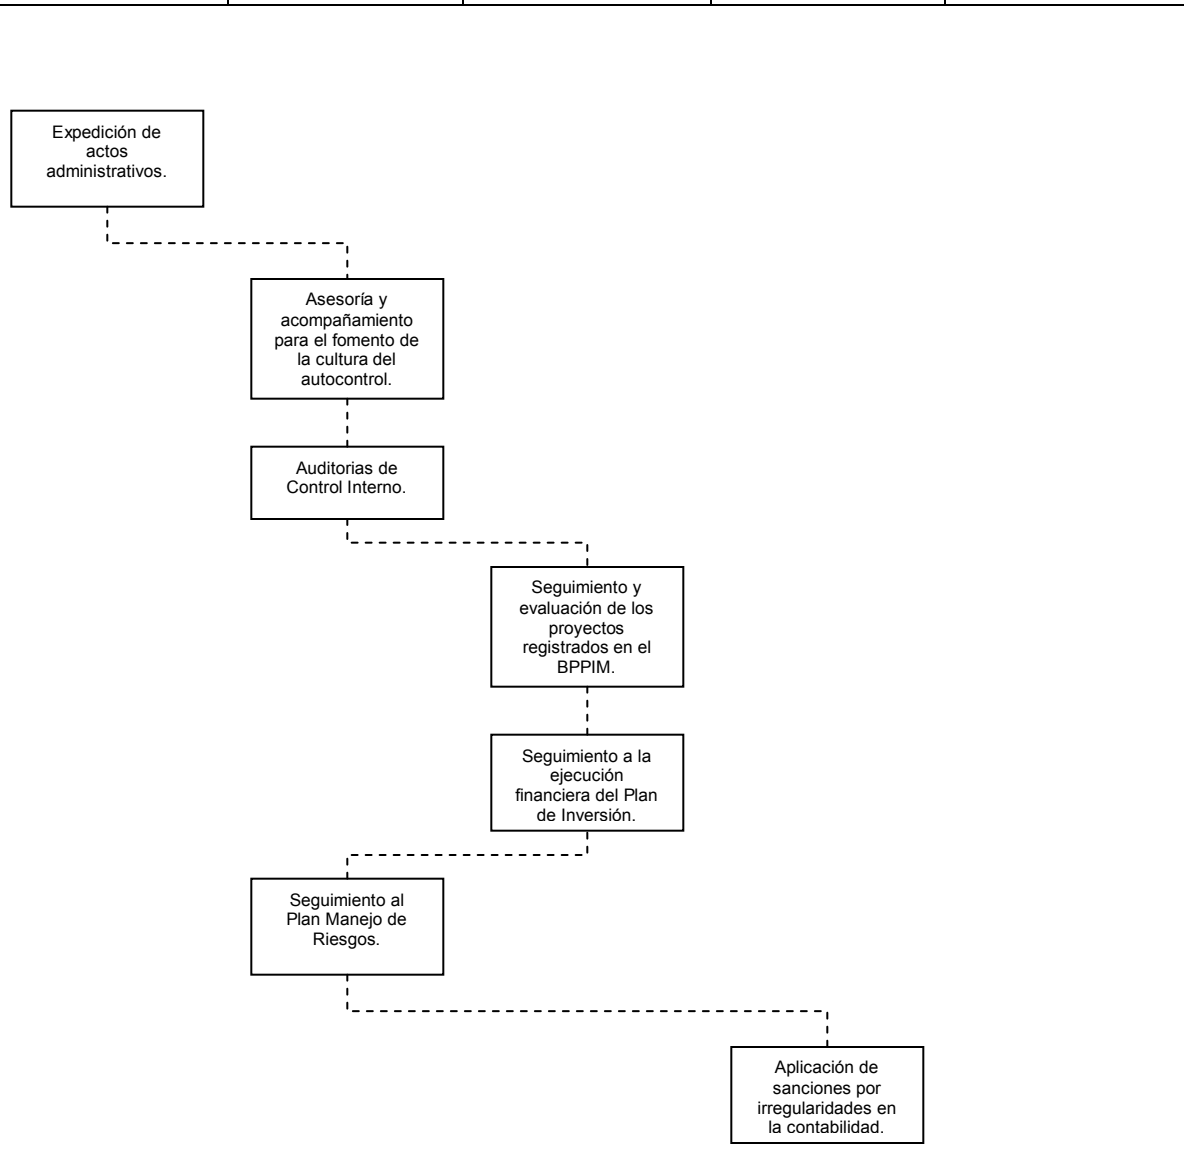 Expedición de
actos
administrativos.
Asesoría y
acompañamiento
para el fomento de
la cultura del
autocontrol.
Auditorias de
Control Interno.
Seguimiento y
evaluación de los
proyectos
registrados en el
BPPIM.
Seguimiento a la
ejecución
financiera del Plan
de Inversión.
Seguimiento al
Plan Manejo de
Riesgos.
Aplicación de
sanciones por
irregularidades en
la contabilidad.